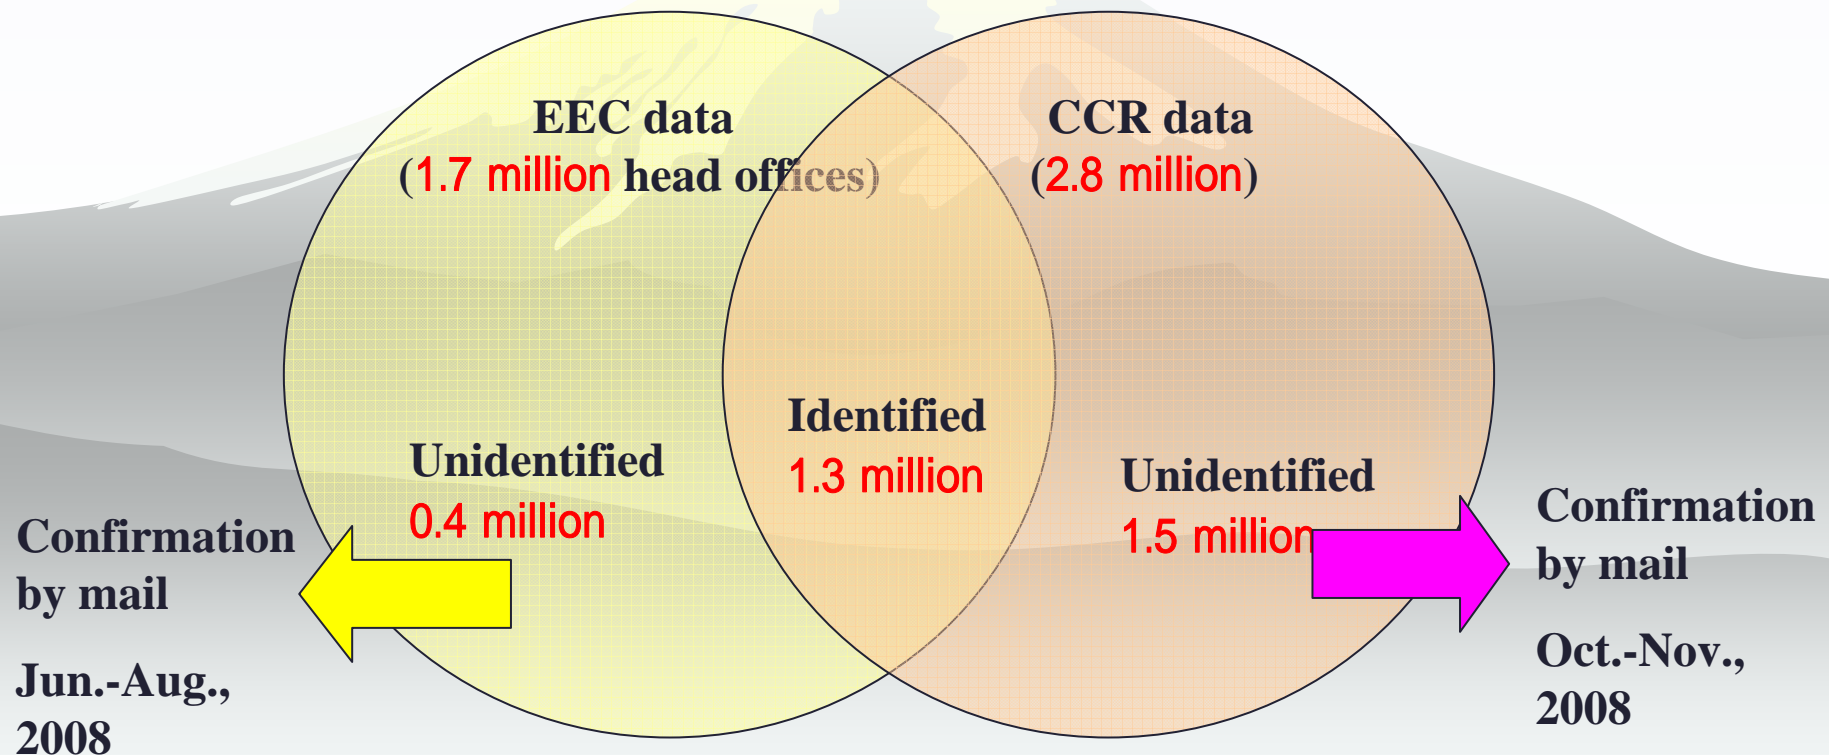 EEC data
(1.7 million head offices)
CCR data
(2.8 million)
Identified
1.3 million
Unidentified
0.4 million
Unidentified
1.5 million
Confirmation
by mail
Jun.-Aug.,
2008
Confirmation
by mail
Oct.-Nov.,
2008